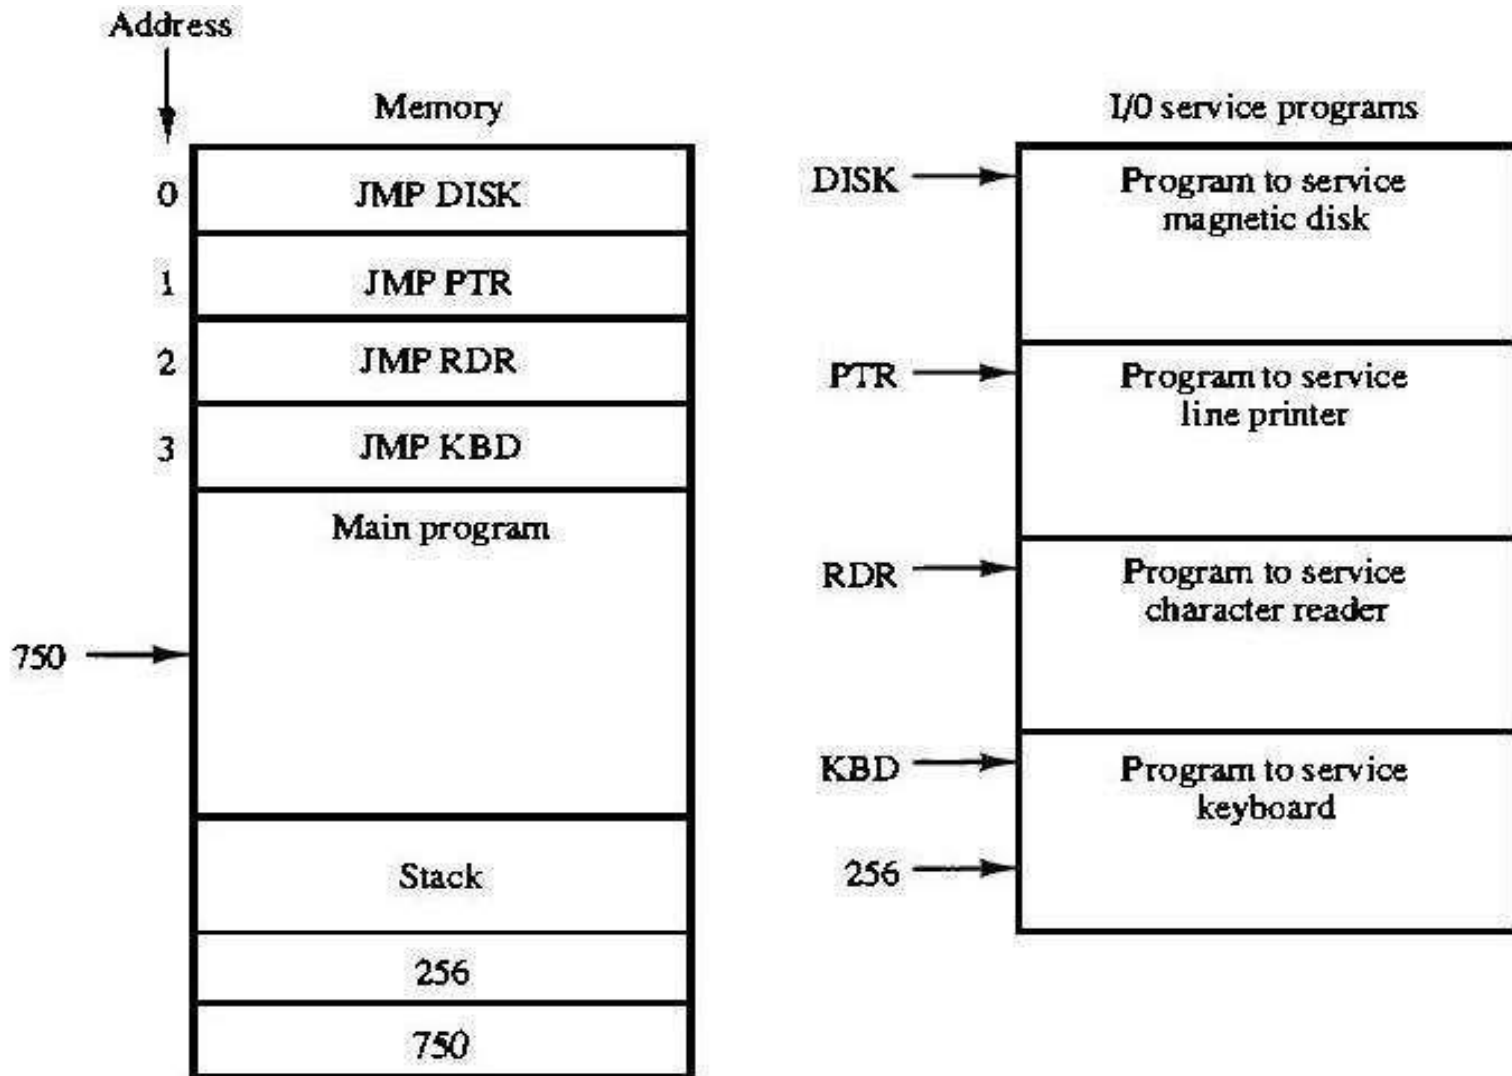 Address
Memory
0
JMP DISK
1
JMP PTR
2
JMP RDR
3
JMP KBD
Main program
750
Stack
256
750
I/0 service programs
DISK
Program to service
magnetic disk
PTR
Program to service
line printer
RDR
Program to service
character reader
KBD
Program to service
keyboard
256